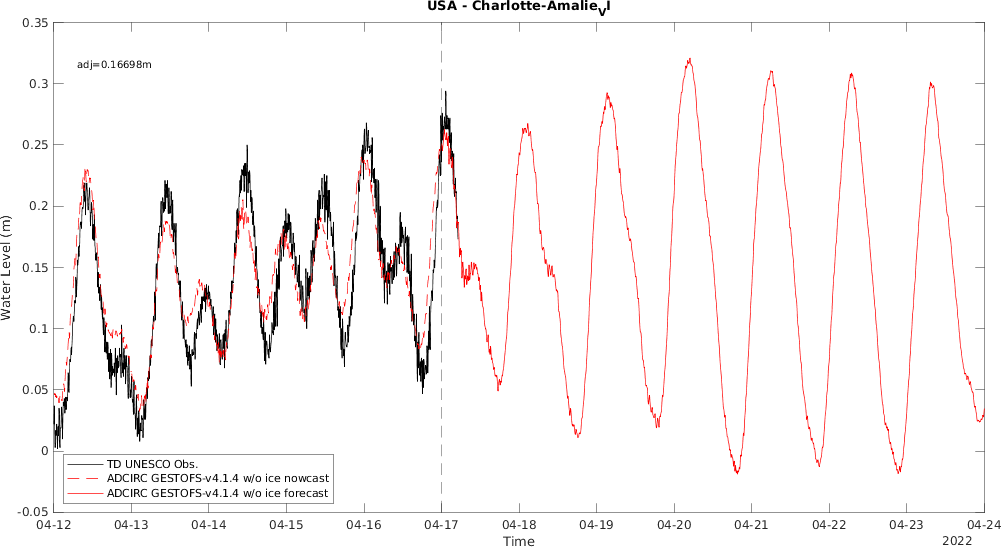 USA - Charlotte-Amalie_VI
0.35
adj=0.16698m
0.3
0.25
0.2
0.15
0.1
0.05
0
-0.05
Water Level (m)
TD UNESCO Obs.
ADCIRC GESTOFS-v4.1.4 w/o ice nowcast
ADCIRC GESTOFS-v4.1.4 w/o ice forecast
04-12 04-13 04-14 04-15 04-16 04-17 04-18 04-19 04-20 04-21 04-22 04-23 04-24
Time
2022